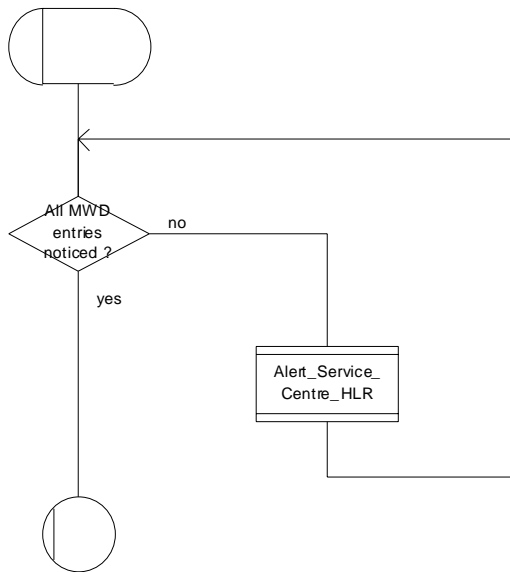 All MWD
entries
noticed ?
no
yes
Alert_Service_
Centre_HLR